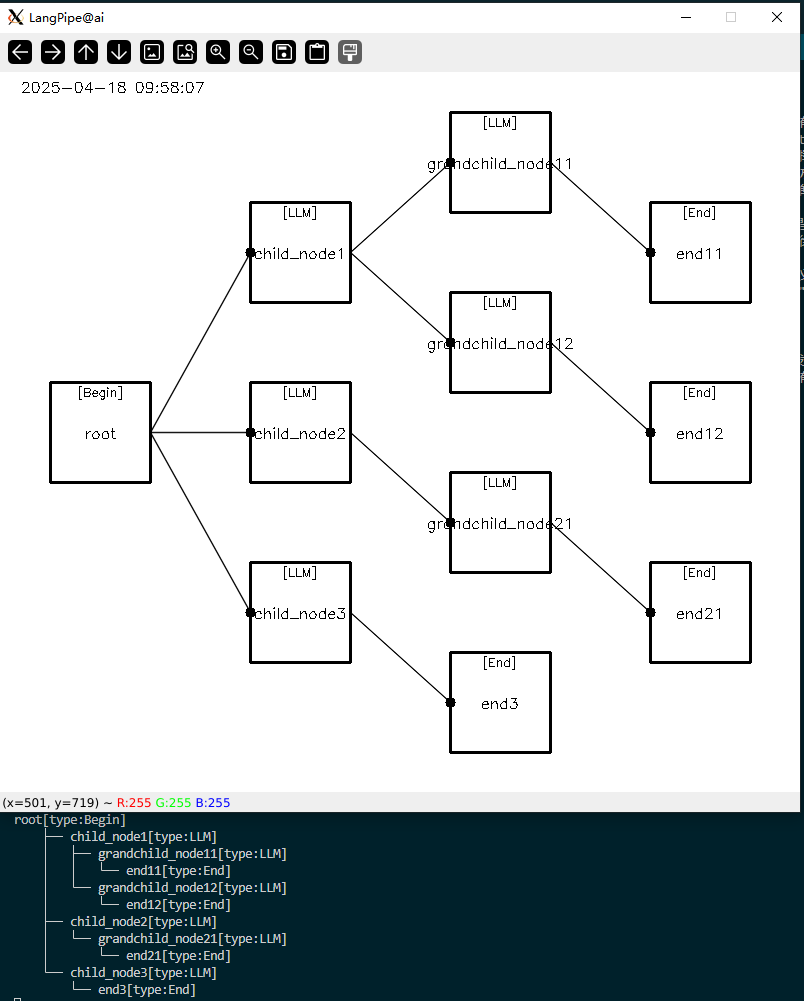 LangPipe@ai
2025-04-18 09:58:07
[LLM]
grandchild_node11
[LLM]
child_node1
[End]
end11
[LLM]
grandchild_node12
[Begin]
root
[LLM]
child_node2
[End]
end12
[LLM]
grandchild_node21
[LLM]
child_node3
[End]
end21
[End]
end3
(x=501, y=719) ~ R:255 G:255 B:255
root[type:Begin]
├── child_node1[type:LLM]
│   ├── grandchild_node11[type:LLM]
│   │   └── end11[type:End]
│   └── grandchild_node12[type:LLM]
│       └── end12[type:End]
├── child_node2[type:LLM]
│   └── grandchild_node21[type:LLM]
│       └── end21[type:End]
└── child_node3[type:LLM]
    └── end3[type:End]